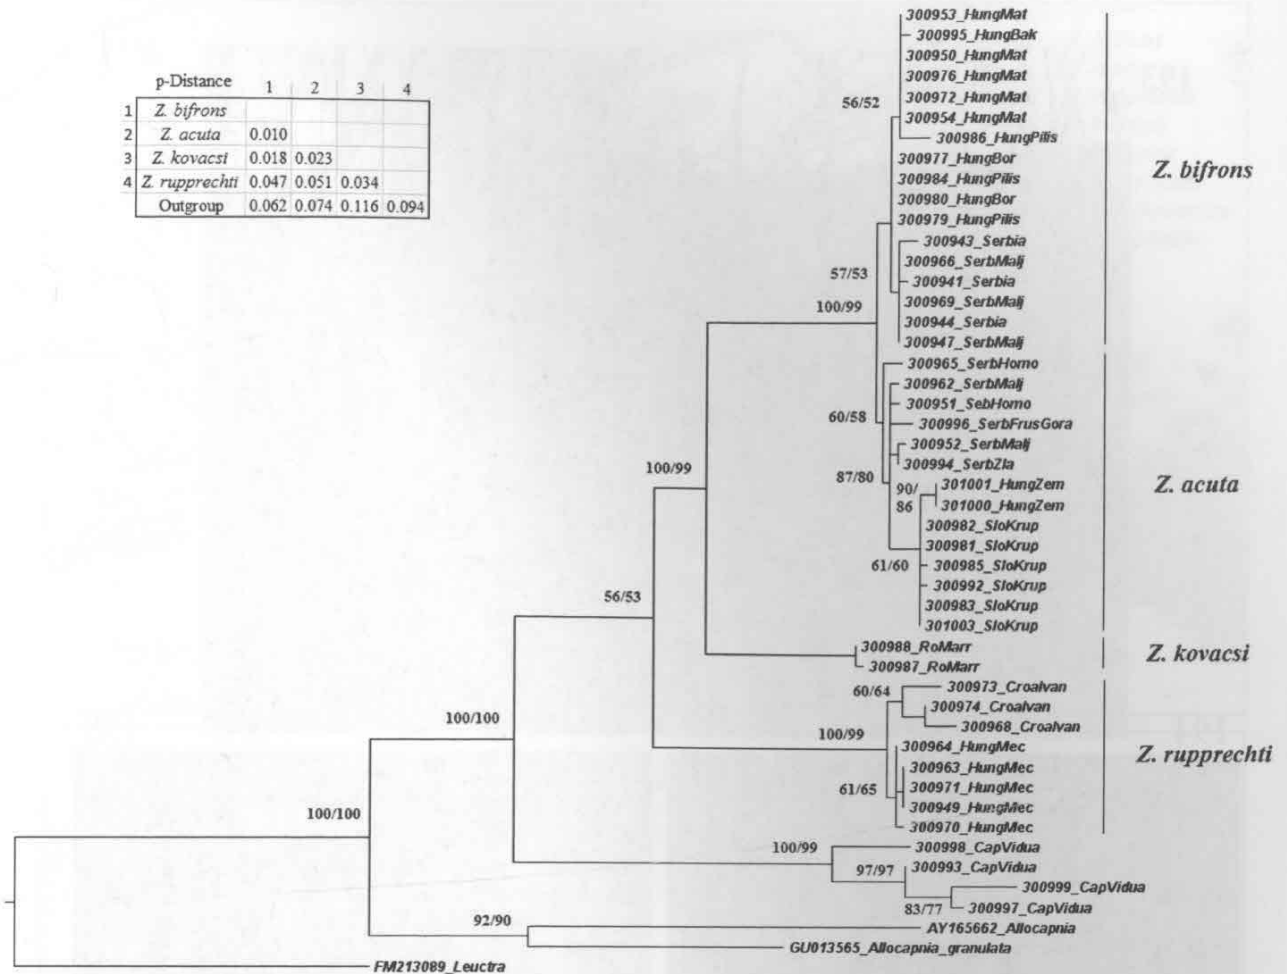 p-Distance 1 2 3 4
1 Z. bifrons
2 Z. acuta 0.010
3 Z. kovacsi 0.018 0.023
4 Z. rupprechti 0.047 0.051 0.034
Outgroup 0.062 0.074 0.116 0.094
300953_HungMat
300995_HungBak
300950_HungMat
300976_HungMat
300972_HungMat
56/52
300954_HungMat
300986_HungPilis
300977_HungBor
Z. bifrons
300984_HungPilis
300980_HungBor
300979_HungPilis
300943_Serbia
300966_SerbMalj
57/53
300941_Serbia
300969_SerbMalj
100/99
300944_Serbia
300947_SerbMalj
300965_SerbHomo
300962_SerbMalj
300951_SebHomo
60/58
300996_SerbFrusGora
300952_SerbMalj
300994_SerbZla
100/99
87/80
90/
86
301001_HungZem
Z. acuta
301000_HungZem
300982_SloKrup
300981_SloKrup
61/60
300985_SloKrup
300992_SloKrup
56/53
300983_SloKrup
301003_SloKrup
300988_RoMarr
Z. kovacsi
300987_RoMarr
60/64
300973_CroaIvan
300974_CroaIvan
100/100
300968_CroaIvan
100/99
300964_HungMec
Z. rupprechti
300963_HungMec
61/65
300971_HungMec
300949_HungMec
100/100
300970_HungMec
100/99
300998_CapVidua
97/97
300993_CapVidua
300999_CapVidua
83/77
300997_CapVidua
92/90
AY165662_Allocapnia
GU013565_Allocapnia_granulata
FM213089_Leuctra